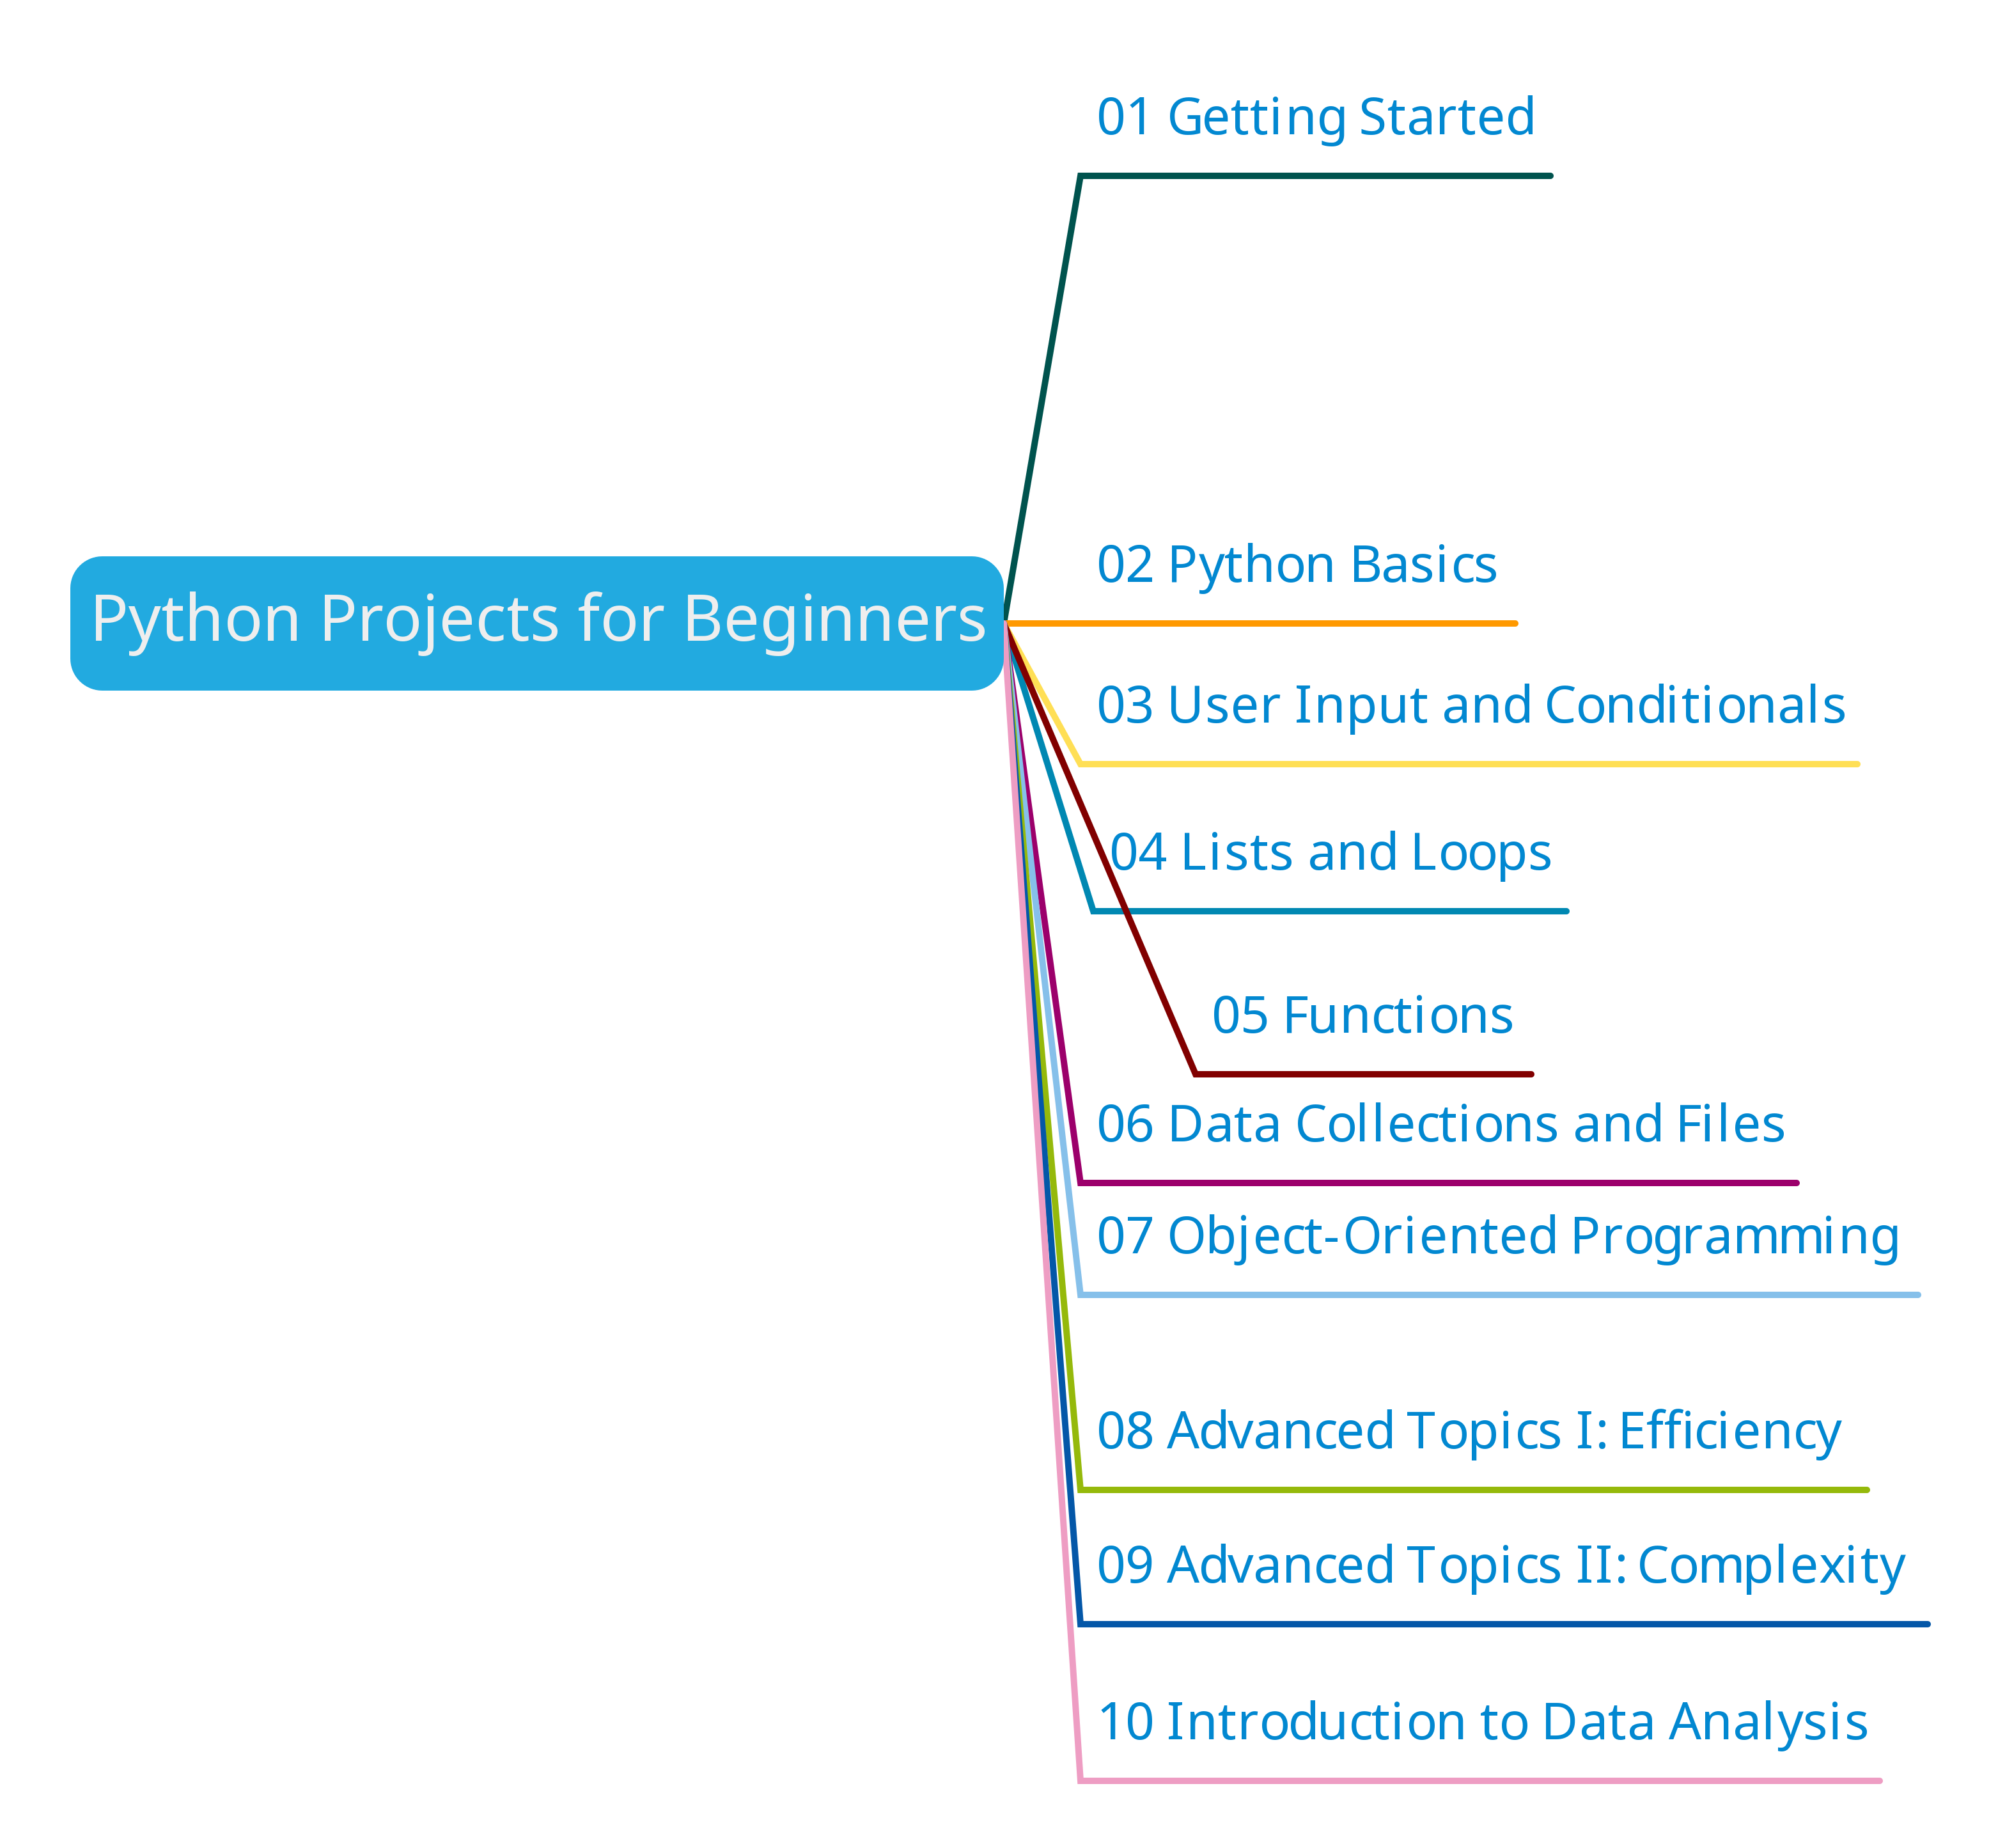 Python Projects for Beginners
01 Getting Started
02 Python Basics
03 User Input and Conditionals
04 Lists and Loops
05 Functions
06 Data Collections and Files
07 Object-Oriented Programming
08 Advanced Topics I: Efficiency
09 Advanced Topics II: Complexity
10 Introduction to Data Analysis